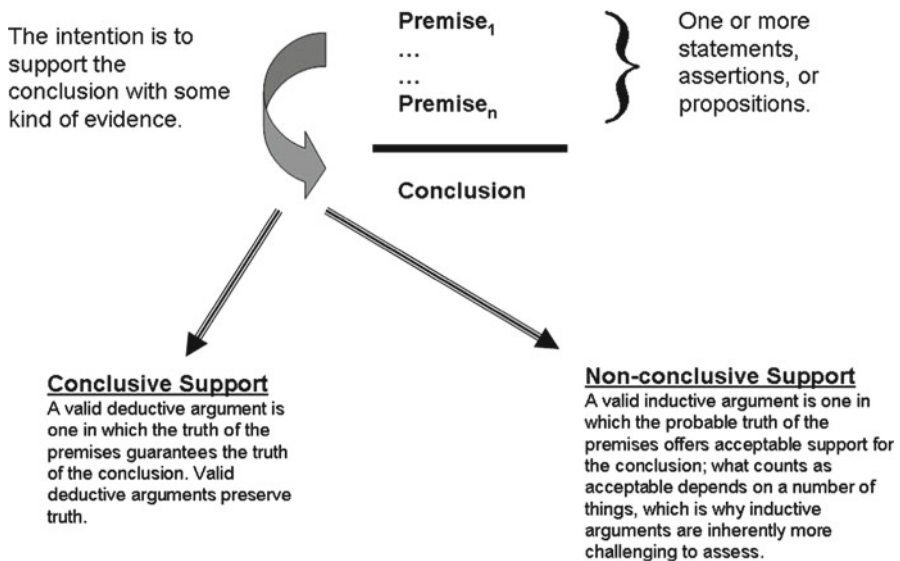 The intention is to
support the
conclusion with some
kind of evidence.
Premise₁
...
...
Premiseₙ
One or more
statements,
assertions, or
propositions.
Conclusion
Conclusive Support
A valid deductive argument is
one in which the truth of the
premises guarantees the truth
of the conclusion. Valid
deductive arguments preserve
truth.
Non-conclusive Support
A valid inductive argument is one in
which the probable truth of the
premises offers acceptable support for
the conclusion; what counts as
acceptable depends on a number of
things, which is why inductive
arguments are inherently more
challenging to assess.